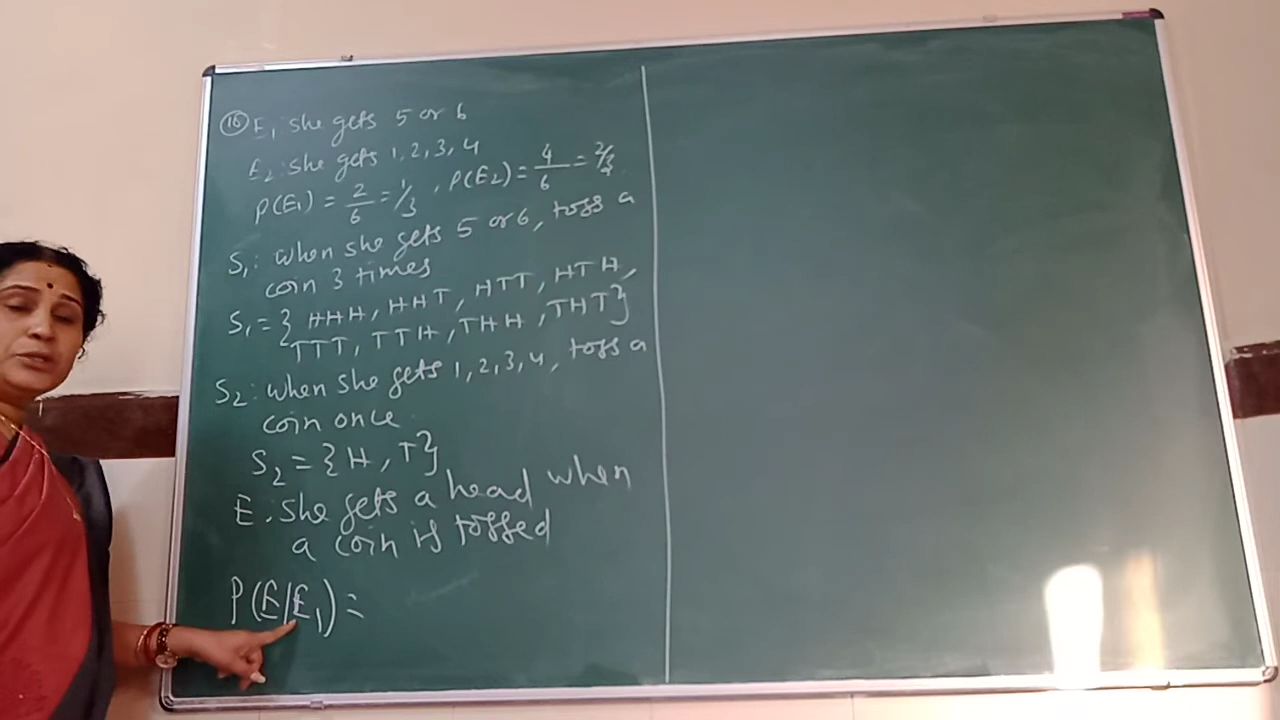 16 E₁: She gets 5 or 6
E₂: She gets 1, 2, 3, 4
P(E₁) = 2/6 = 1/3, P(E₂) = 4/6 = 2/3
S₁: when she gets 5 or 6, toss a
coin 3 times
S₁ = { HHH, HHT, HTT, HTH,
TTT, TTH, THH, THT}
S₂: when she gets 1, 2, 3, 4, toss a
coin once
S₂ = {H, T}
E: She gets a head when
a coin is tossed
P(E|E₁) =